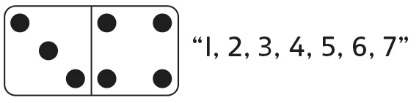 “1, 2, 3, 4, 5, 6, 7”